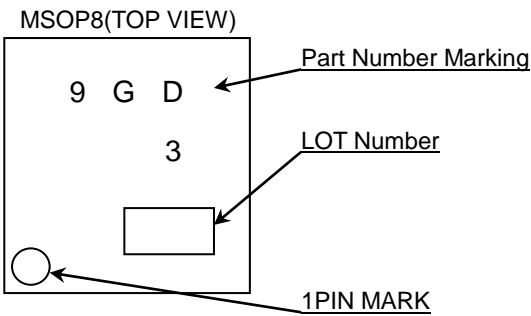 MSOP8(TOP VIEW)
Part Number Marking
9 G D
3
LOT Number
1PIN MARK